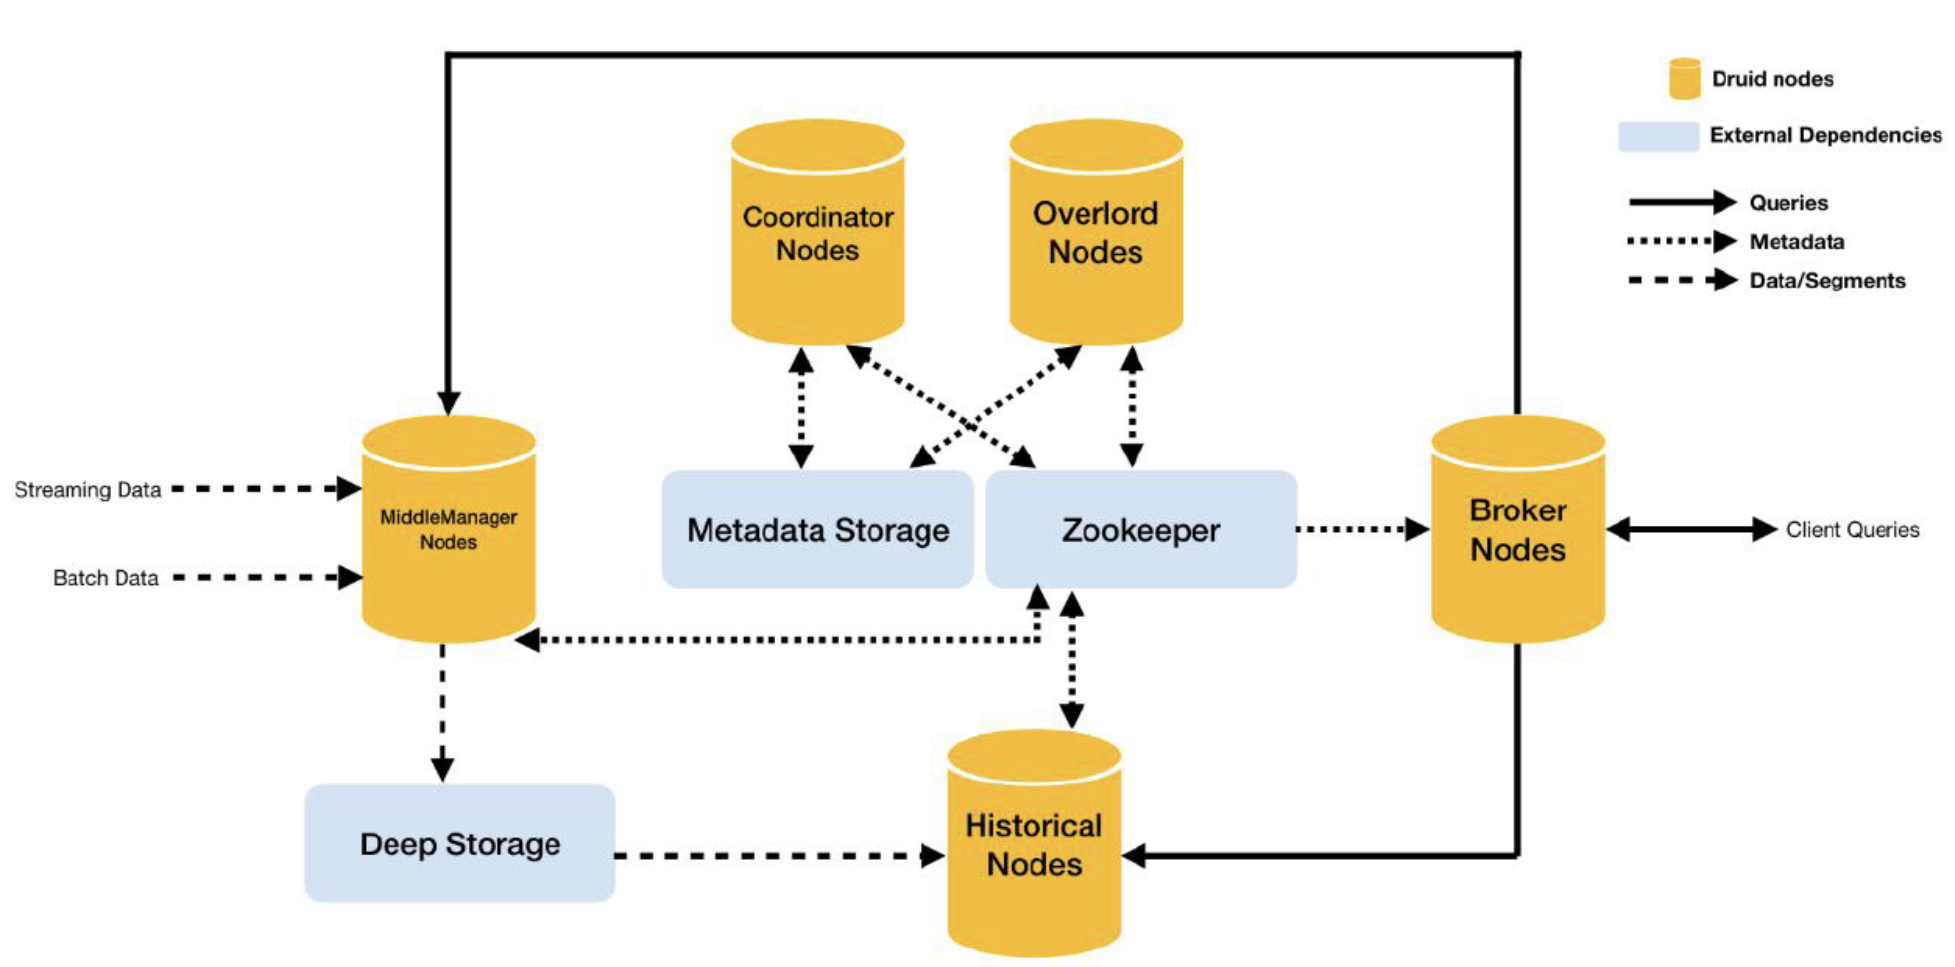 Druid nodes
External Dependencies
Queries
Metadata
Data/Segments
Coordinator
Nodes
Overlord
Nodes
Streaming Data
Batch Data
MiddleManager
Nodes
Metadata Storage
Zookeeper
Broker
Nodes
Client Queries
Deep Storage
Historical
Nodes